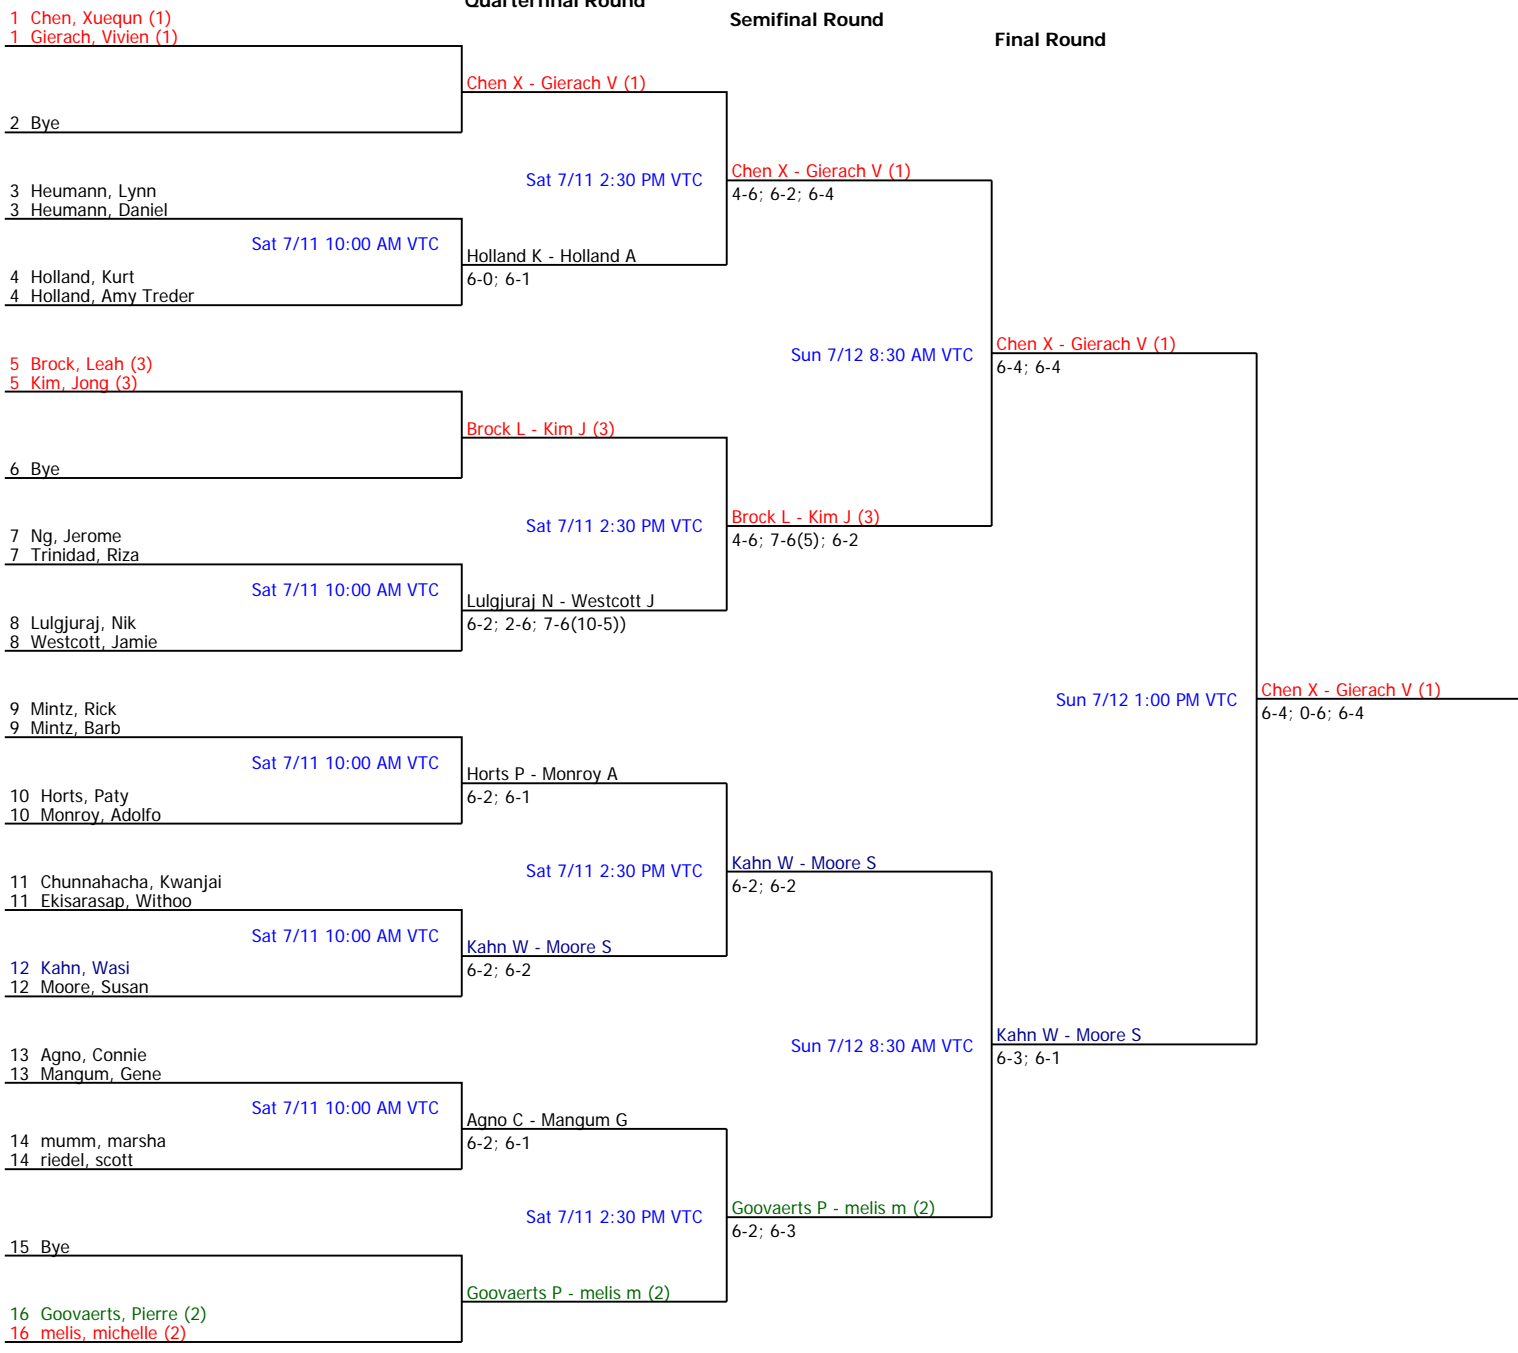 Quarterfinal Round
Semifinal Round
Final Round
1 Chen, Xuequn (1)
1 Gierach, Vivien (1)
Chen X - Gierach V (1)
2 Bye
Sat 7/11 2:30 PM VTC
Chen X - Gierach V (1)
4-6; 6-2; 6-4
3 Heumann, Lynn
3 Heumann, Daniel
Sat 7/11 10:00 AM VTC
Holland K - Holland A
6-0; 6-1
4 Holland, Kurt
4 Holland, Amy Treder
Sun 7/12 8:30 AM VTC
Chen X - Gierach V (1)
6-4; 6-4
5 Brock, Leah (3)
5 Kim, Jong (3)
Brock L - Kim J (3)
6 Bye
Sat 7/11 2:30 PM VTC
Brock L - Kim J (3)
4-6; 7-6(5); 6-2
7 Ng, Jerome
7 Trinidad, Riza
Sat 7/11 10:00 AM VTC
Lulgjuraj N - Westcott J
6-2; 2-6; 7-6(10-5))
8 Lulgjuraj, Nik
8 Westcott, Jamie
Sun 7/12 1:00 PM VTC
Chen X - Gierach V (1)
6-4; 0-6; 6-4
9 Mintz, Rick
9 Mintz, Barb
Sat 7/11 10:00 AM VTC
Horts P - Monroy A
6-2; 6-1
10 Horts, Paty
10 Monroy, Adolfo
Sat 7/11 2:30 PM VTC
Kahn W - Moore S
6-2; 6-2
11 Chunnahacha, Kwanjai
11 Ekisarasap, Withoo
Sat 7/11 10:00 AM VTC
Kahn W - Moore S
6-2; 6-2
12 Kahn, Wasi
12 Moore, Susan
Sun 7/12 8:30 AM VTC
Kahn W - Moore S
6-3; 6-1
13 Agno, Connie
13 Mangum, Gene
Sat 7/11 10:00 AM VTC
Agno C - Mangum G
6-2; 6-1
14 mumm, marsha
14 riedel, scott
Sat 7/11 2:30 PM VTC
Goovaerts P - melis m (2)
6-2; 6-3
15 Bye
Goovaerts P - melis m (2)
16 Goovaerts, Pierre (2)
16 melis, michelle (2)